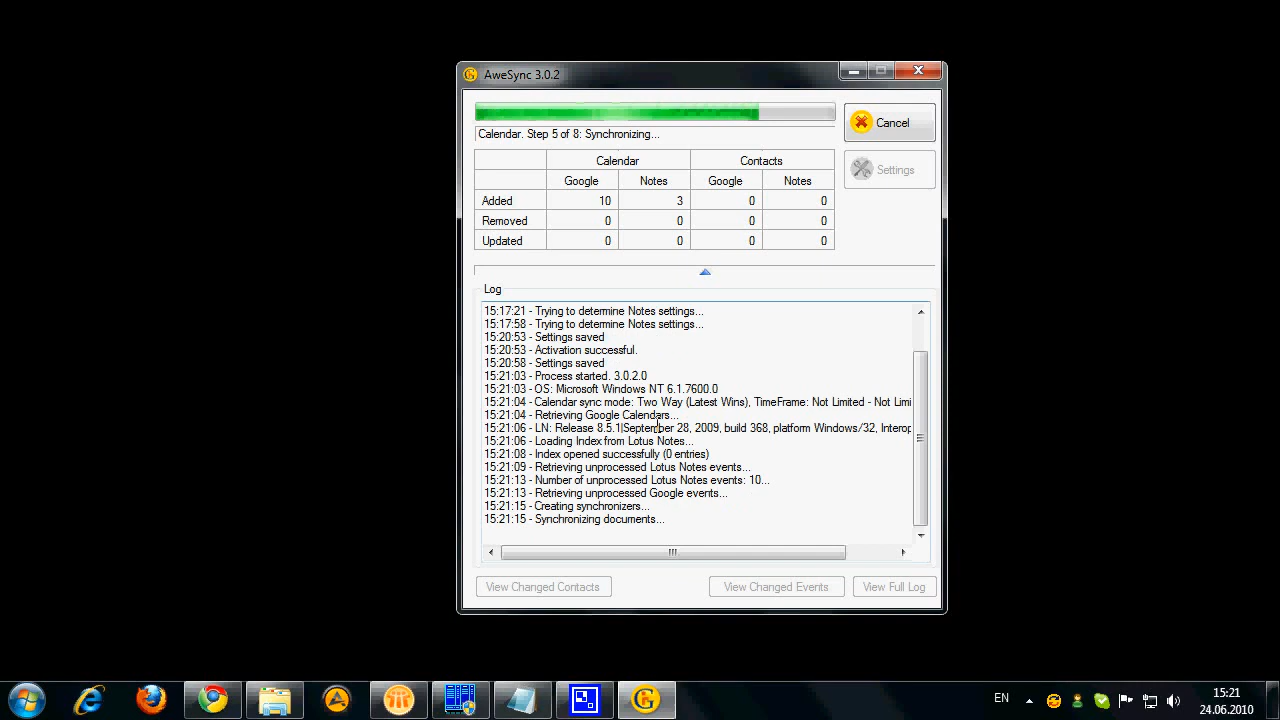 AweSync 3.0.2
Cancel
Calendar. Step 5 of 8: Synchronizing...
Settings
Calendar Contacts
Google Notes Google Notes
Added 10 3 0 0
Removed 0 0 0 0
Updated 0 0 0 0
Log
15:17:21 - Trying to determine Notes settings...
15:17:58 - Trying to determine Notes settings...
15:20:53 - Settings saved
15:20:53 - Activation successful.
15:20:58 - Settings saved
15:21:03 - Process started. 3.0.2.0
15:21:03 - OS: Microsoft Windows NT 6.1.7600.0
15:21:04 - Calendar sync mode: Two Way (Latest Wins), TimeFrame: Not Limited - Not Limi
15:21:04 - Retrieving Google Calendars...
15:21:06 - LN: Release 8.5.1|September 28, 2009, build 368, platform Windows/32, Interop
15:21:06 - Loading Index from Lotus Notes...
15:21:08 - Index opened successfully (0 entries)
15:21:09 - Retrieving unprocessed Lotus Notes events...
15:21:13 - Number of unprocessed Lotus Notes events: 10...
15:21:13 - Retrieving unprocessed Google events...
15:21:15 - Creating synchronizers...
15:21:15 - Synchronizing documents...
View Changed Contacts View Changed Events View Full Log
EN 15:21
24.06.2010